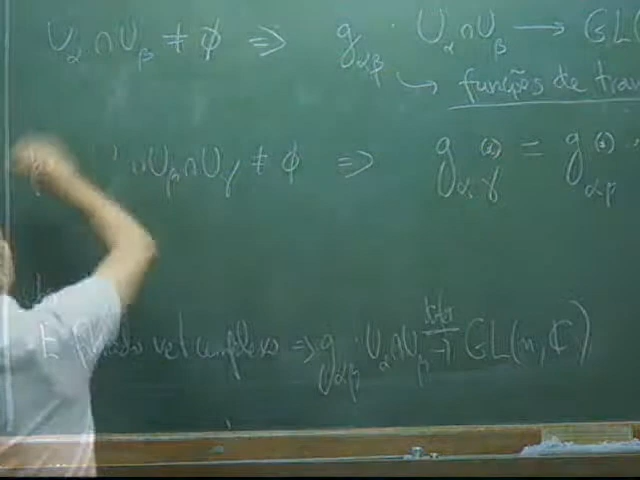 U_α ∩ U_β ≠ ϕ ⇒ g_αβ : U_α ∩ U_β → GL(
↳ funções de tran
∩ U_β ∩ U_γ ≠ ϕ ⇒ g_αγ(x) = g_αβ(x) ·
E fibrado vet complexo ⇒ g_αβ : U_α ∩ U_β → GL(n, ℂ)